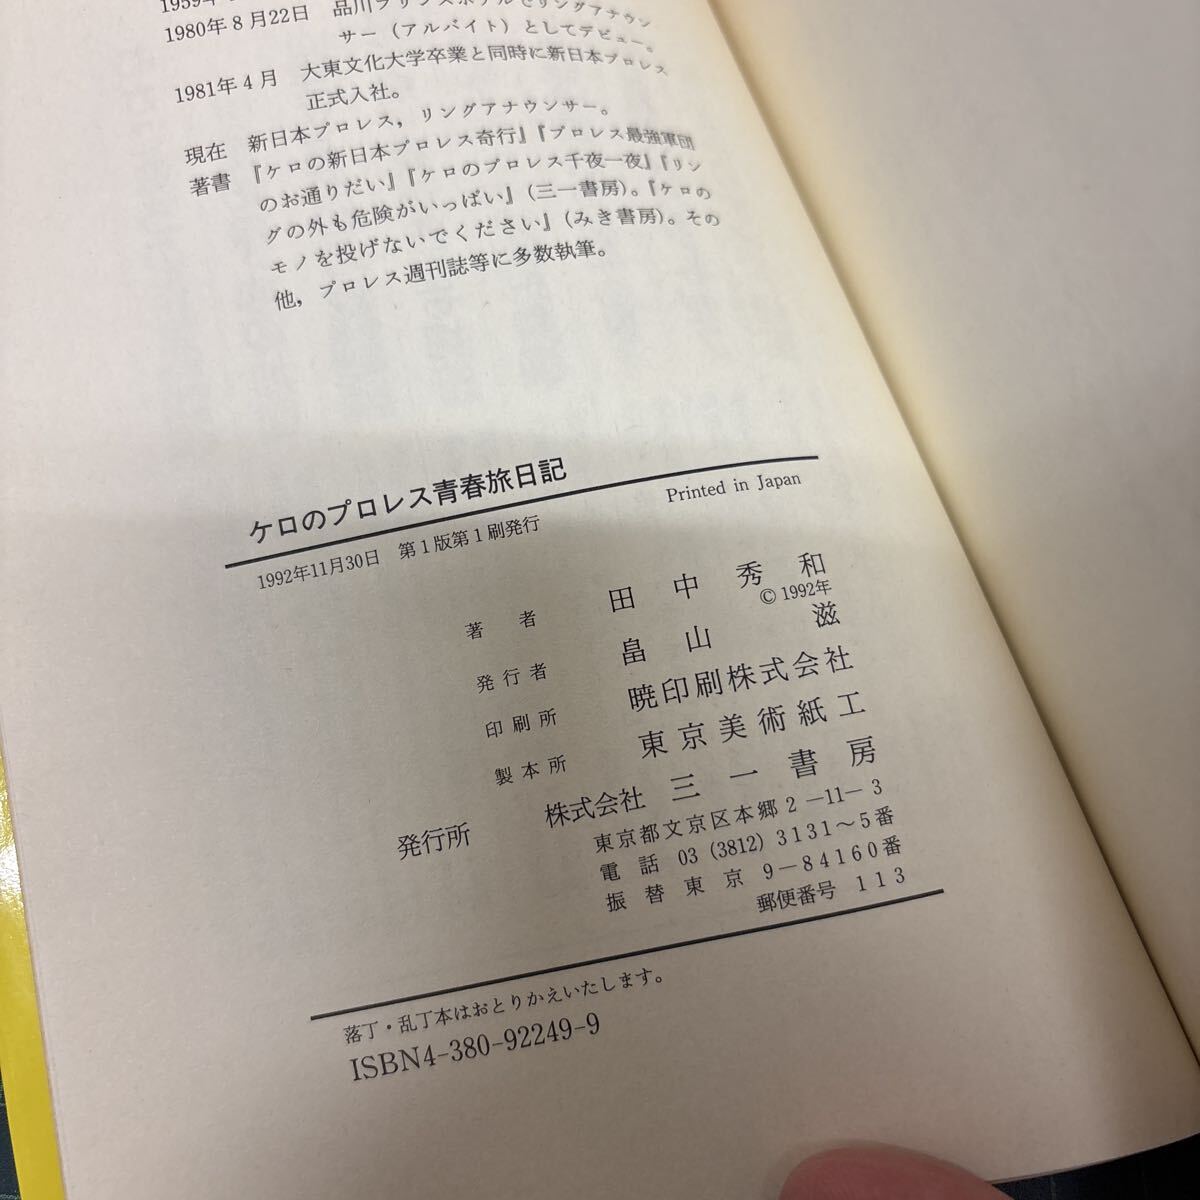 1959年
1980年8月22日 品川プリンスホテルでリングアナウン
サー（アルバイト）としてデビュー。
1981年4月 大東文化大学卒業と同時に新日本プロレス
正式入社。
現在 新日本プロレス，リングアナウンサー。
著書 『ケロの新日本プロレス奇行』『プロレス最強軍団
のお通りだい』『ケロのプロレス千夜一夜』『リン
グの外も危険がいっぱい』（三一書房）。『ケロの
モノを投げないでください』（みき書房）。その
他，プロレス週刊誌等に多数執筆。
ケロのプロレス青春旅日記
1992年11月30日 第1版第1刷発行 Printed in Japan
著者 田中秀和
© 1992年
発行者 畠山 滋
印刷所 暁印刷株式会社
製本所 東京美術紙工
発行所 株式会社 三一書房
東京都文京区本郷2－11－3
電話 03 (3812) 3131～5番
振替東京 9－84160番
郵便番号 113
落丁・乱丁本はおとりかえいたします。
ISBN4-380-92249-9